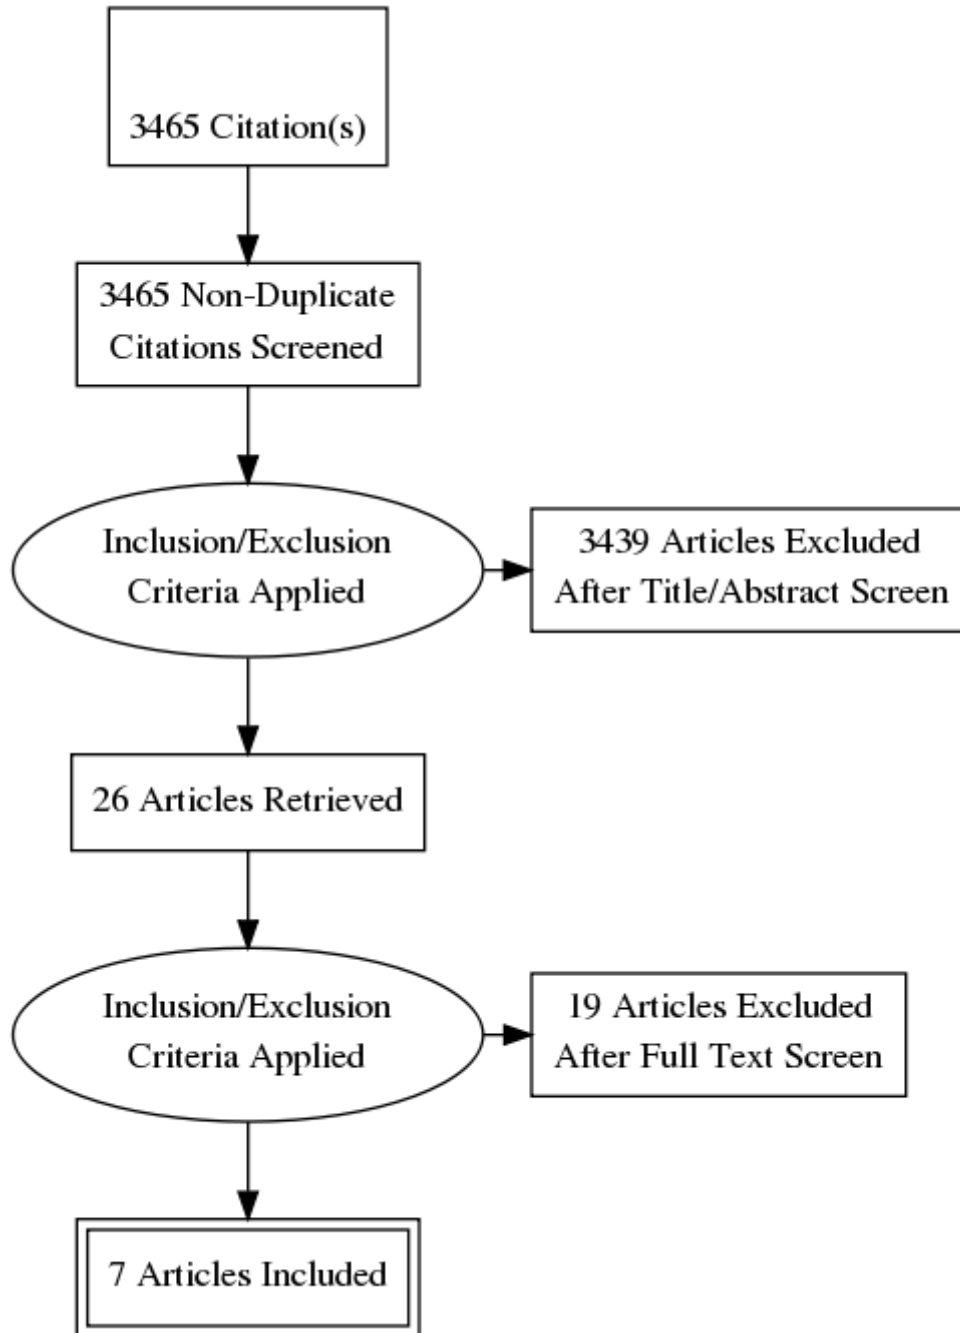 3465 Citation(s)
3465 Non-Duplicate
Citations Screened
Inclusion/Exclusion
Criteria Applied
3439 Articles Excluded
After Title/Abstract Screen
26 Articles Retrieved
Inclusion/Exclusion
Criteria Applied
19 Articles Excluded
After Full Text Screen
7 Articles Included